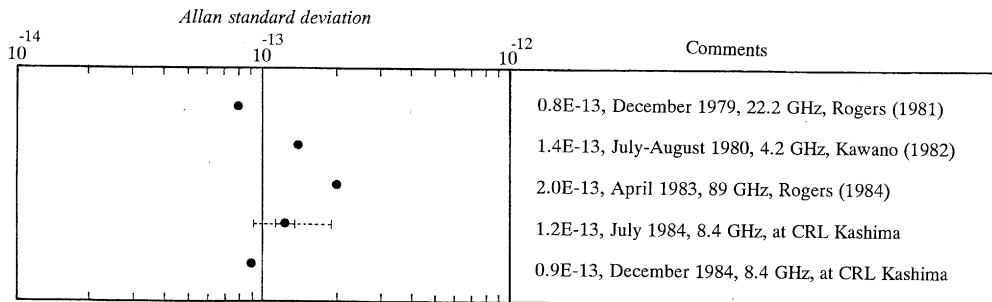 Allan standard deviation
10^-14 10^-13 10^-12 Comments
0.8E-13, December 1979, 22.2 GHz, Rogers (1981)
1.4E-13, July-August 1980, 4.2 GHz, Kawano (1982)
2.0E-13, April 1983, 89 GHz, Rogers (1984)
1.2E-13, July 1984, 8.4 GHz, at CRL Kashima
0.9E-13, December 1984, 8.4 GHz, at CRL Kashima